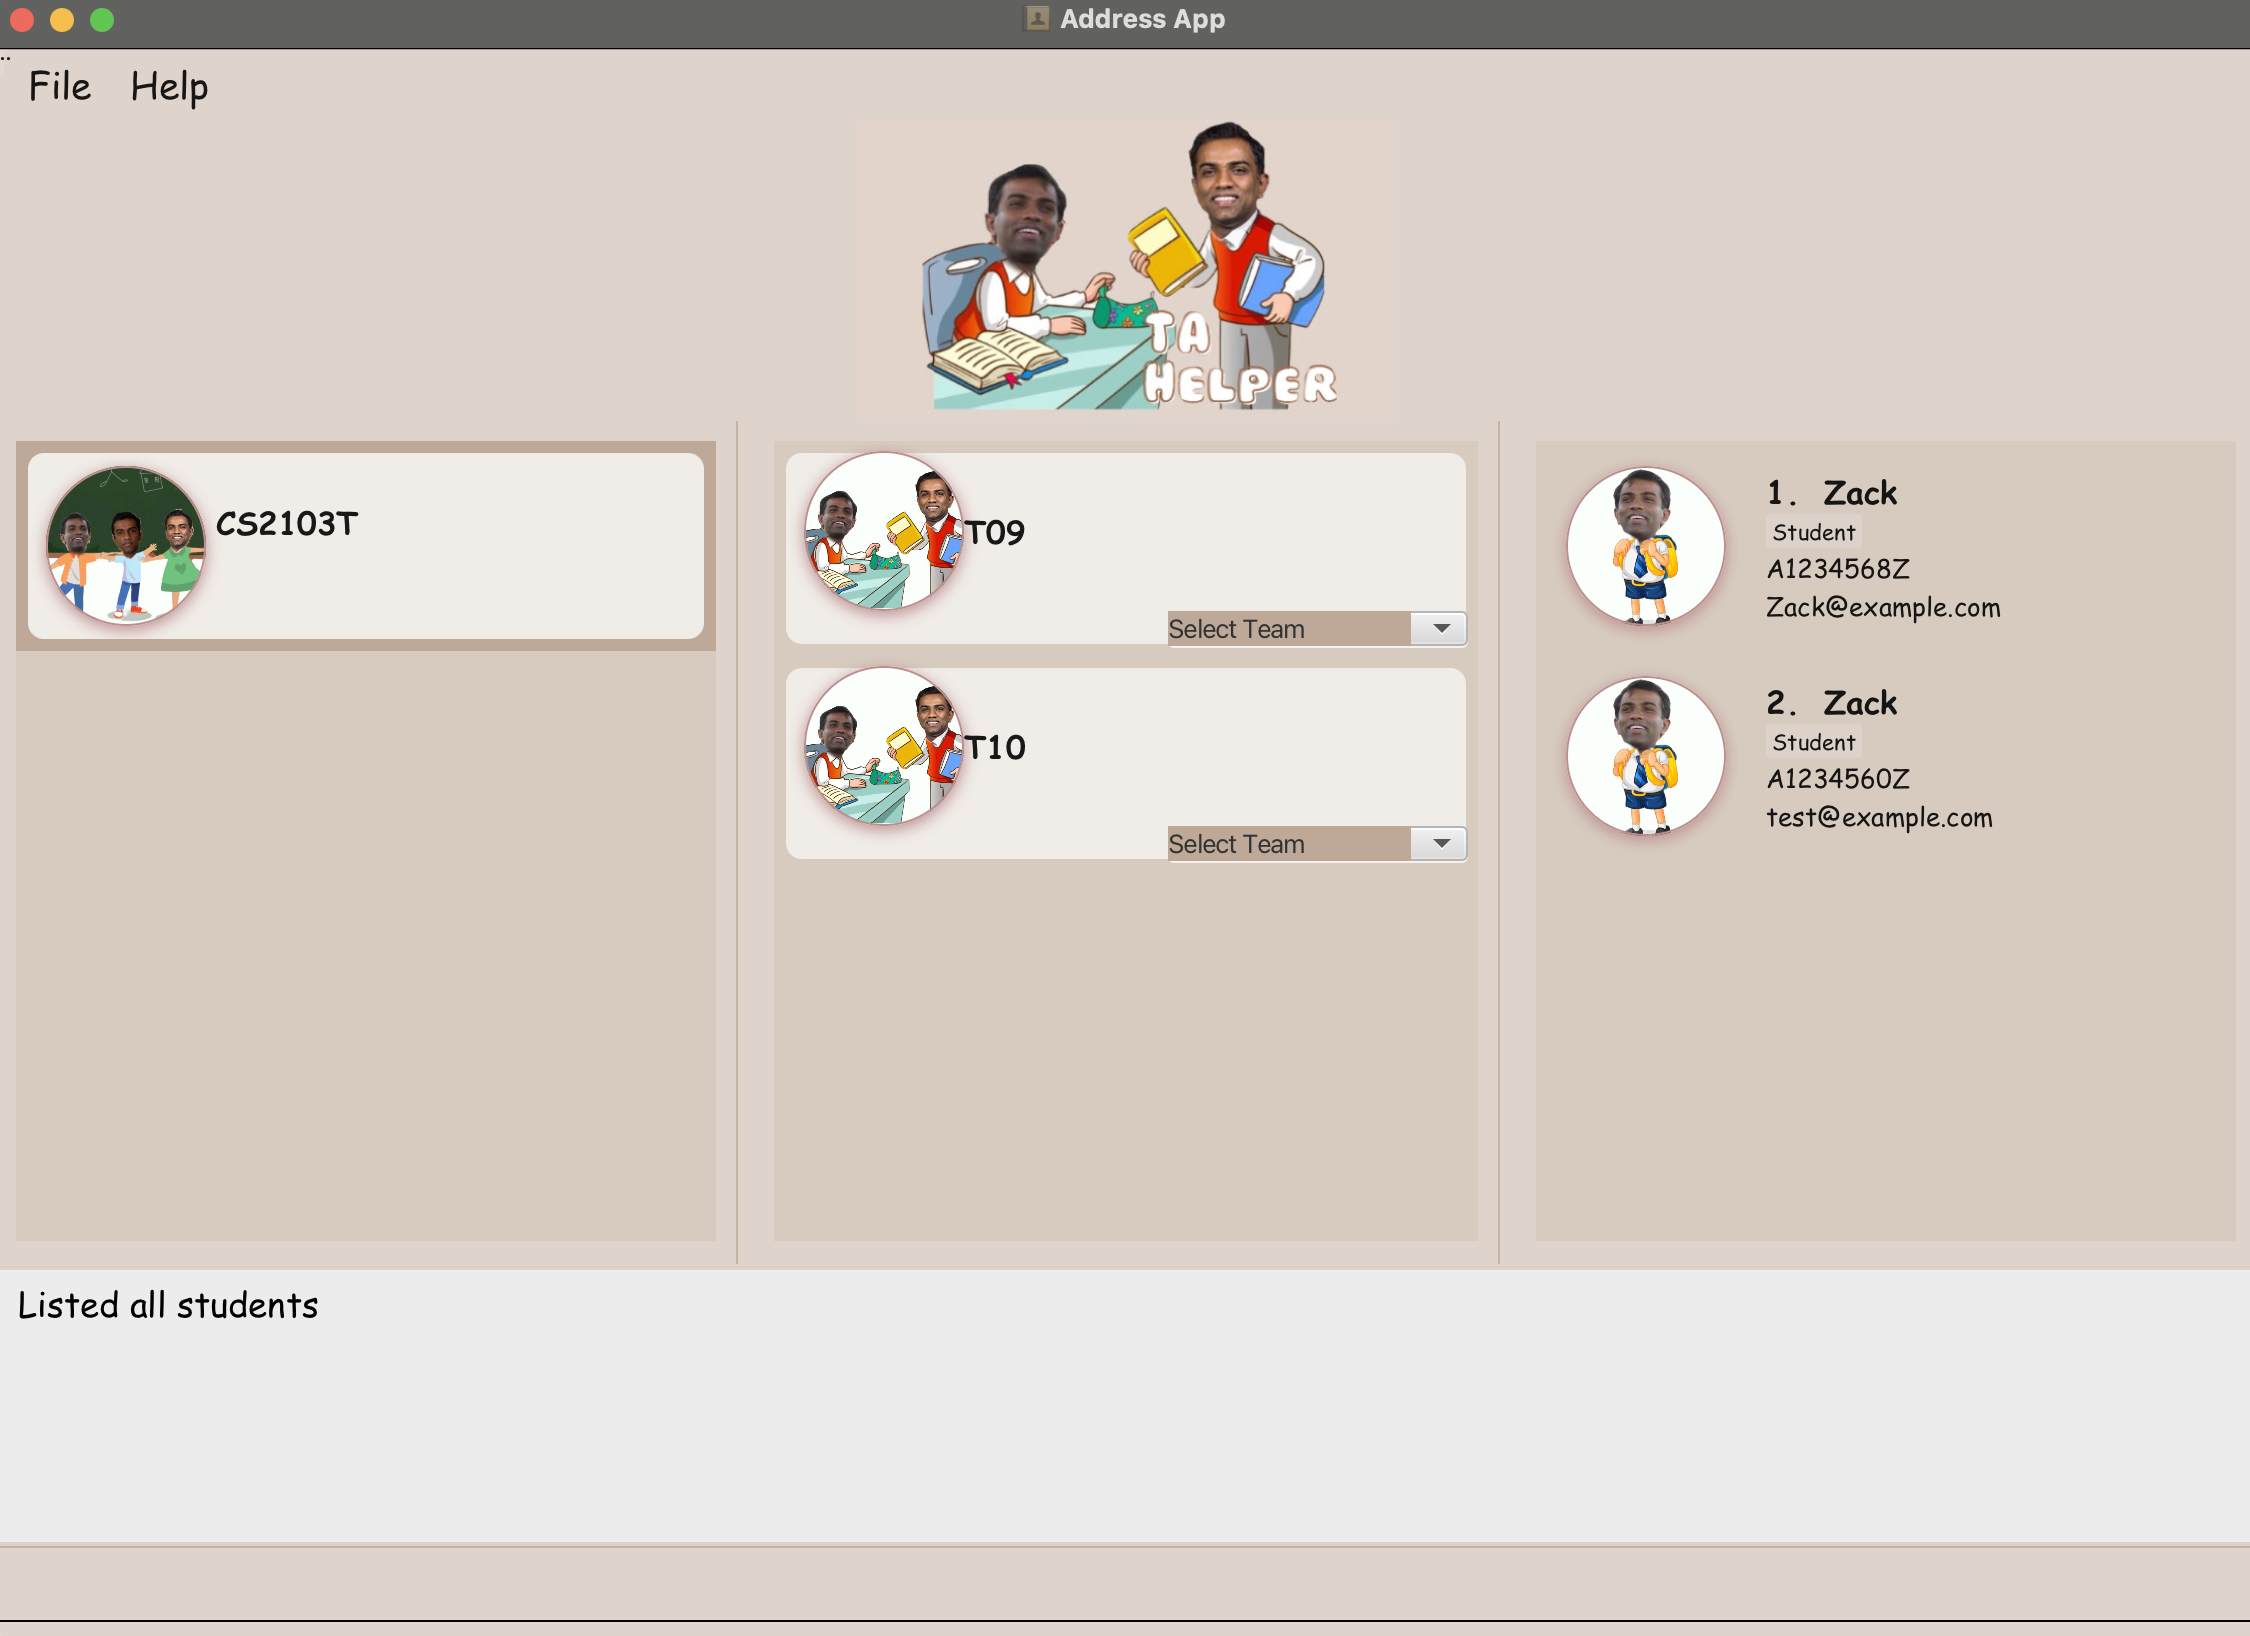 Address App
File Help
TA
HELPER
CS2103T
T09
Select Team
T10
Select Team
1. Zack
Student
A1234568Z
Zack@example.com
2. Zack
Student
A1234560Z
test@example.com
Listed all students